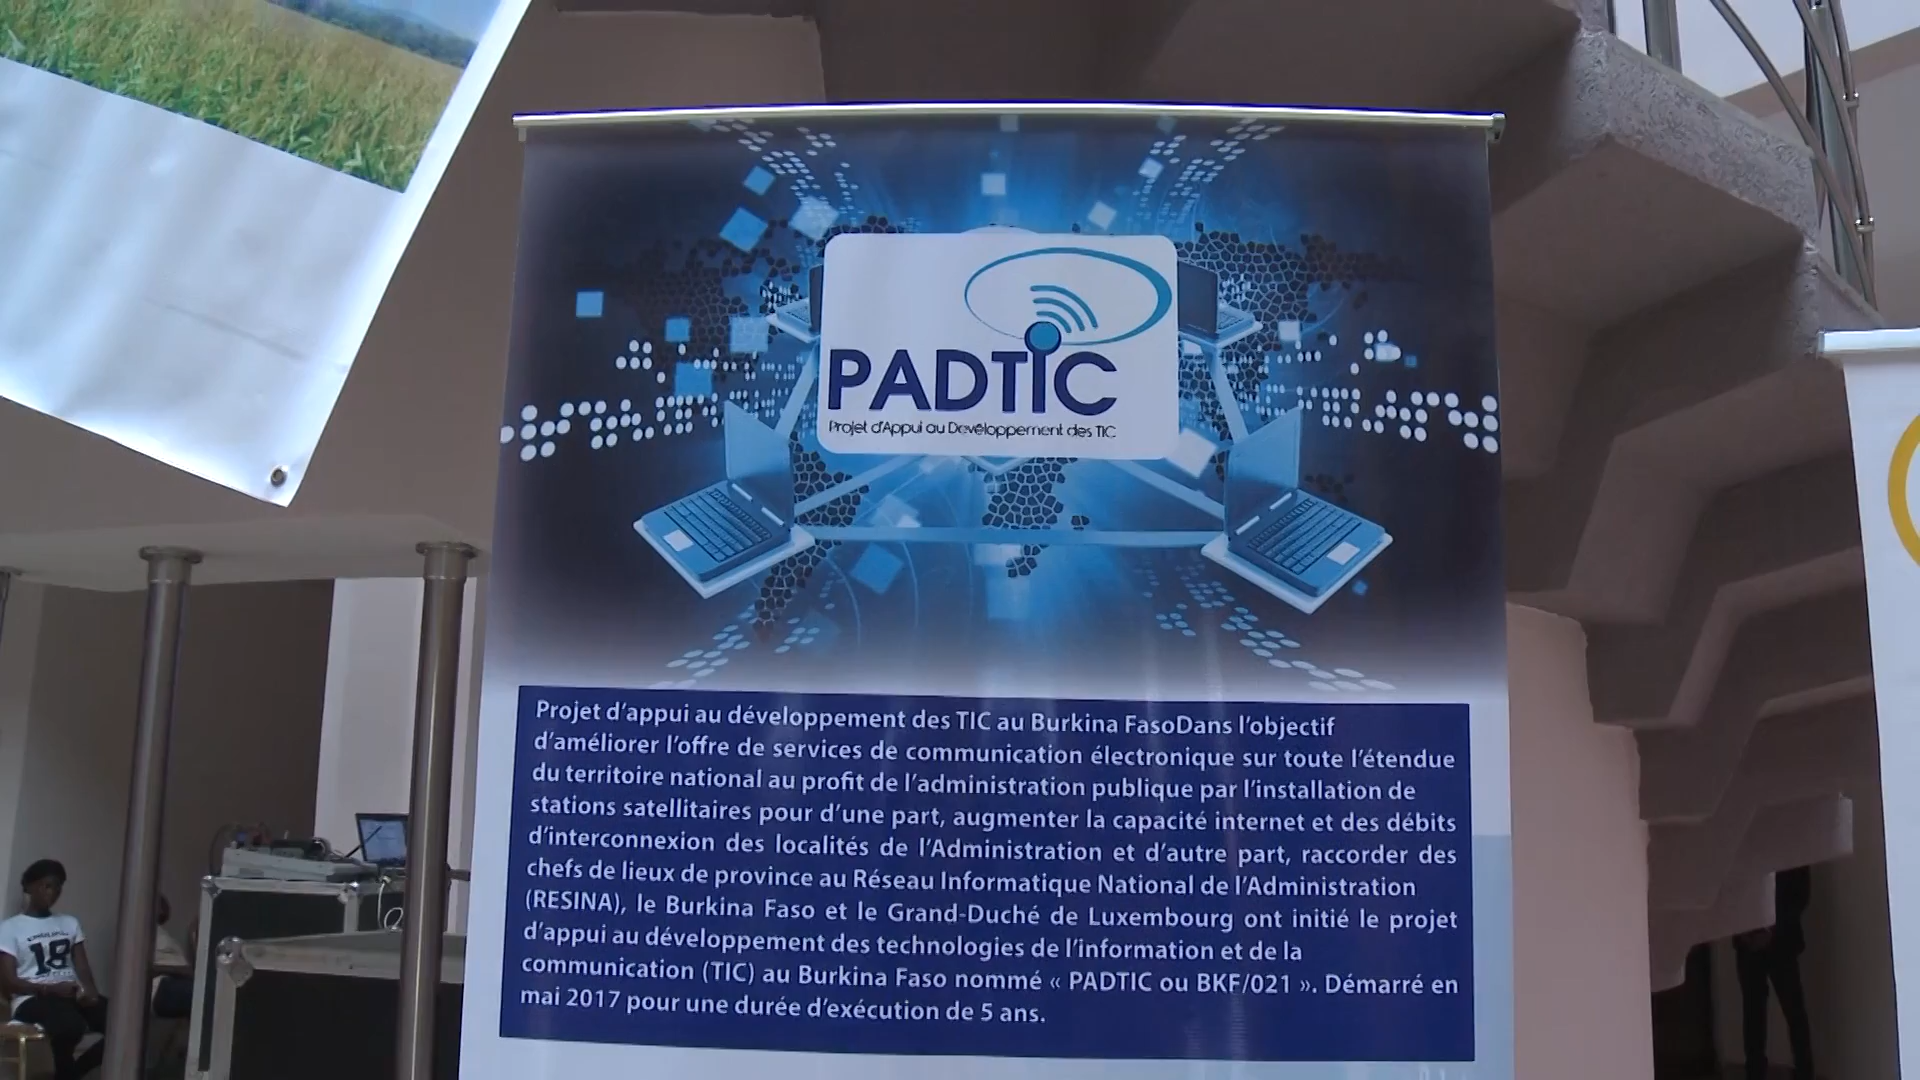 PADTIC
Projet d'Appui au Developpement des TIC
Projet d'appui au développement des TIC au Burkina FasoDans l'objectif
d'améliorer l'offre de services de communication électronique sur toute l'étendue
du territoire national au profit de l'administration publique par l'installation de
stations satellitaires pour d'une part, augmenter la capacité internet et des débits
d'interconnexion des localités de l'Administration et d'autre part, raccorder des
chefs de lieux de province au Réseau Informatique National de l'Administration
(RESINA), le Burkina Faso et le Grand-Duché de Luxembourg ont initié le projet
d'appui au développement des technologies de l'information et de la
communication (TIC) au Burkina Faso nommé « PADTIC ou BKF/021 ». Démarré en
mai 2017 pour une durée d'exécution de 5 ans.
18